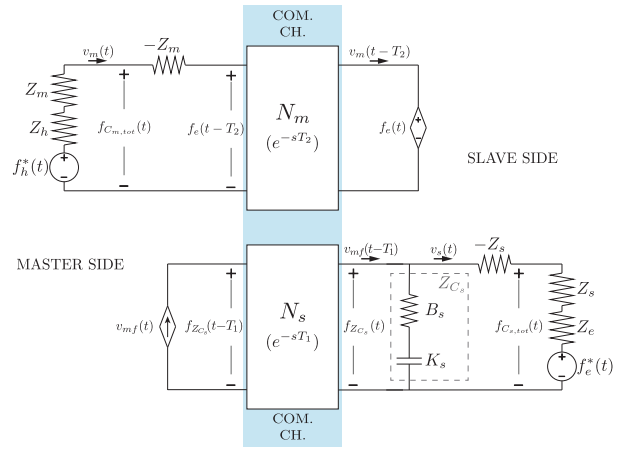 COM.
CH.
v_m(t)
−Z_m
v_m(t−T_2)
Z_m
Z_h
f_h^*(t)
f_{C_{m,tot}}(t)
f_e(t−T_2)
N_m
(e^{−sT_2})
f_e(t)
SLAVE SIDE
MASTER SIDE
v_{mf}(t−T_1)
v_s(t)
−Z_s
Z_{C_s}
v_{mf}(t)
f_{Z_{C_s}}(t−T_1)
N_s
(e^{−sT_1})
f_{Z_{C_s}}(t)
B_s
K_s
f_{C_{s,tot}}(t)
Z_s
Z_e
f_e^*(t)
COM.
CH.